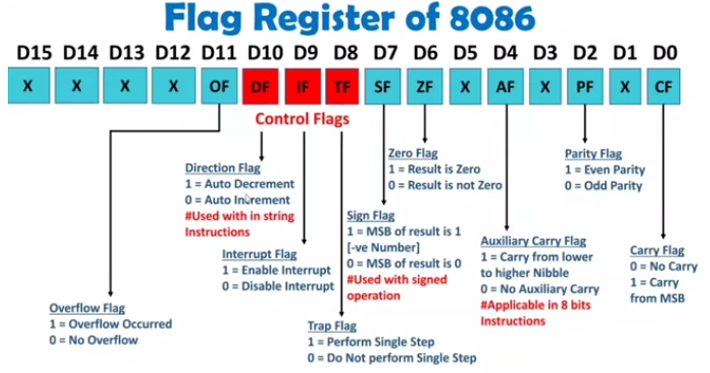 Flag Register of 8086
D15 D14 D13 D12 D11 D10 D9 D8 D7 D6 D5 D4 D3 D2 D1 D0
X X X X OF DF IF TF SF ZF X AF X PF X CF
Control Flags
Zero Flag
1 = Result is Zero
0 = Result is not Zero
Parity Flag
1 = Even Parity
0 = Odd Parity
Direction Flag
1 = Auto Decrement
0 = Auto Increment
#Used with in string
Instructions
Sign Flag
1 = MSB of result is 1
[-ve Number]
0 = MSB of result is 0
#Used with signed
operation
Auxiliary Carry Flag
1 = Carry from lower
to higher Nibble
0 = No Auxiliary Carry
#Applicable in 8 bits
Instructions
Carry Flag
0 = No Carry
1 = Carry
from MSB
Interrupt Flag
1 = Enable Interrupt
0 = Disable Interrupt
Overflow Flag
1 = Overflow Occurred
0 = No Overflow
Trap Flag
1 = Perform Single Step
0 = Do Not perform Single Step